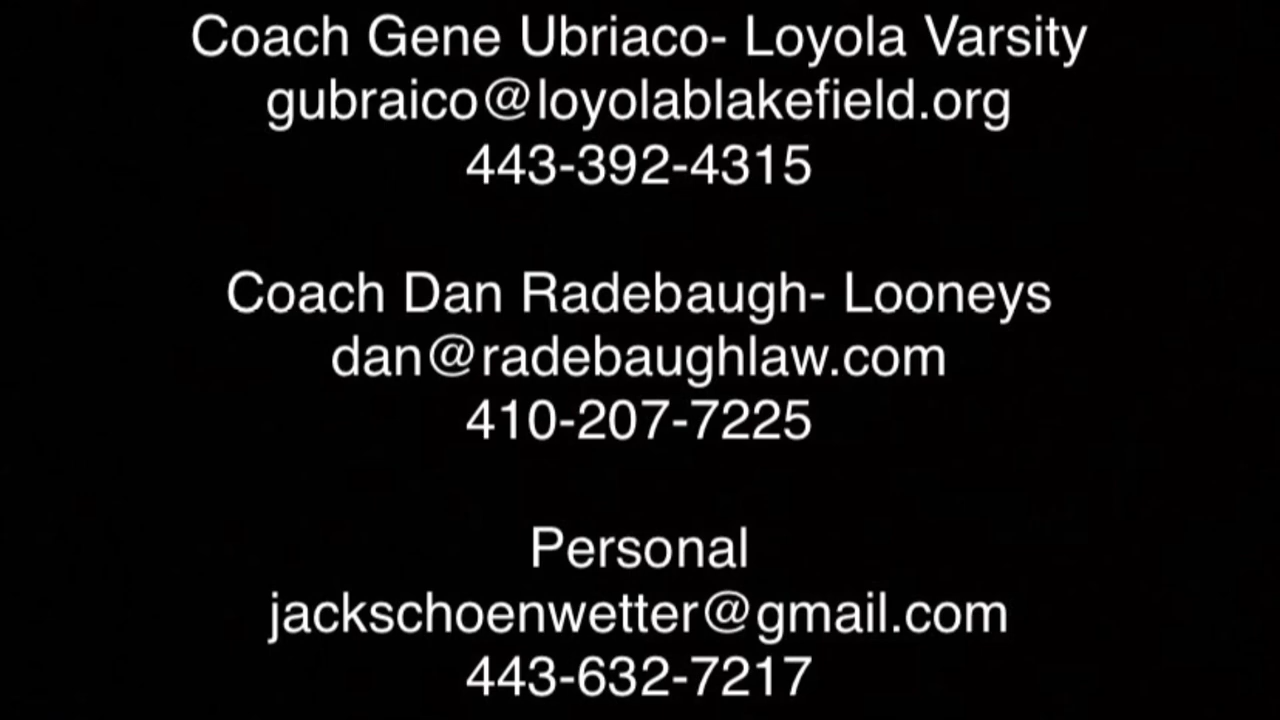 Coach Gene Ubriaco- Loyola Varsity
gubraico@loyolablakefield.org
443-392-4315
Coach Dan Radebaugh- Looneys
dan@radebaughlaw.com
410-207-7225
Personal
jackschoenwetter@gmail.com
443-632-7217